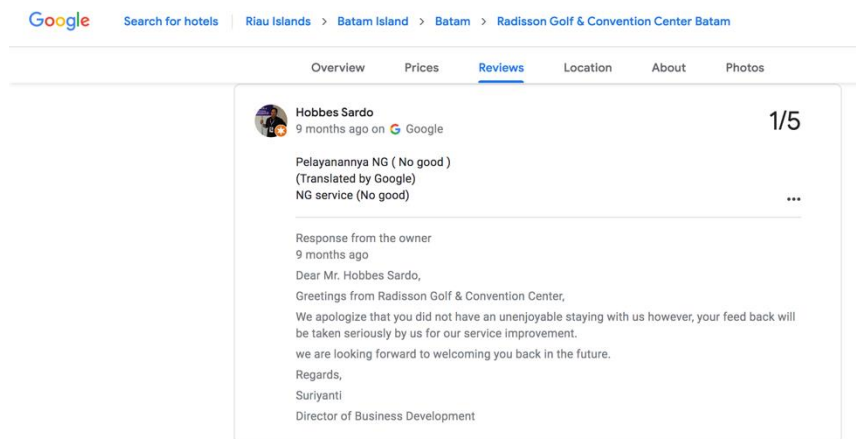 Google Search for hotels Riau Islands > Batam Island > Batam > Radisson Golf & Convention Center Batam
Overview Prices Reviews Location About Photos
Hobbes Sardo
1/5
9 months ago on Google
Pelayanannya NG ( No good )
(Translated by Google)
NG service (No good)
Response from the owner
9 months ago
Dear Mr. Hobbes Sardo,
Greetings from Radisson Golf & Convention Center,
We apologize that you did not have an unenjoyable staying with us however, your feed back will
be taken seriously by us for our service improvement.
we are looking forward to welcoming you back in the future.
Regards,
Suriyanti
Director of Business Development